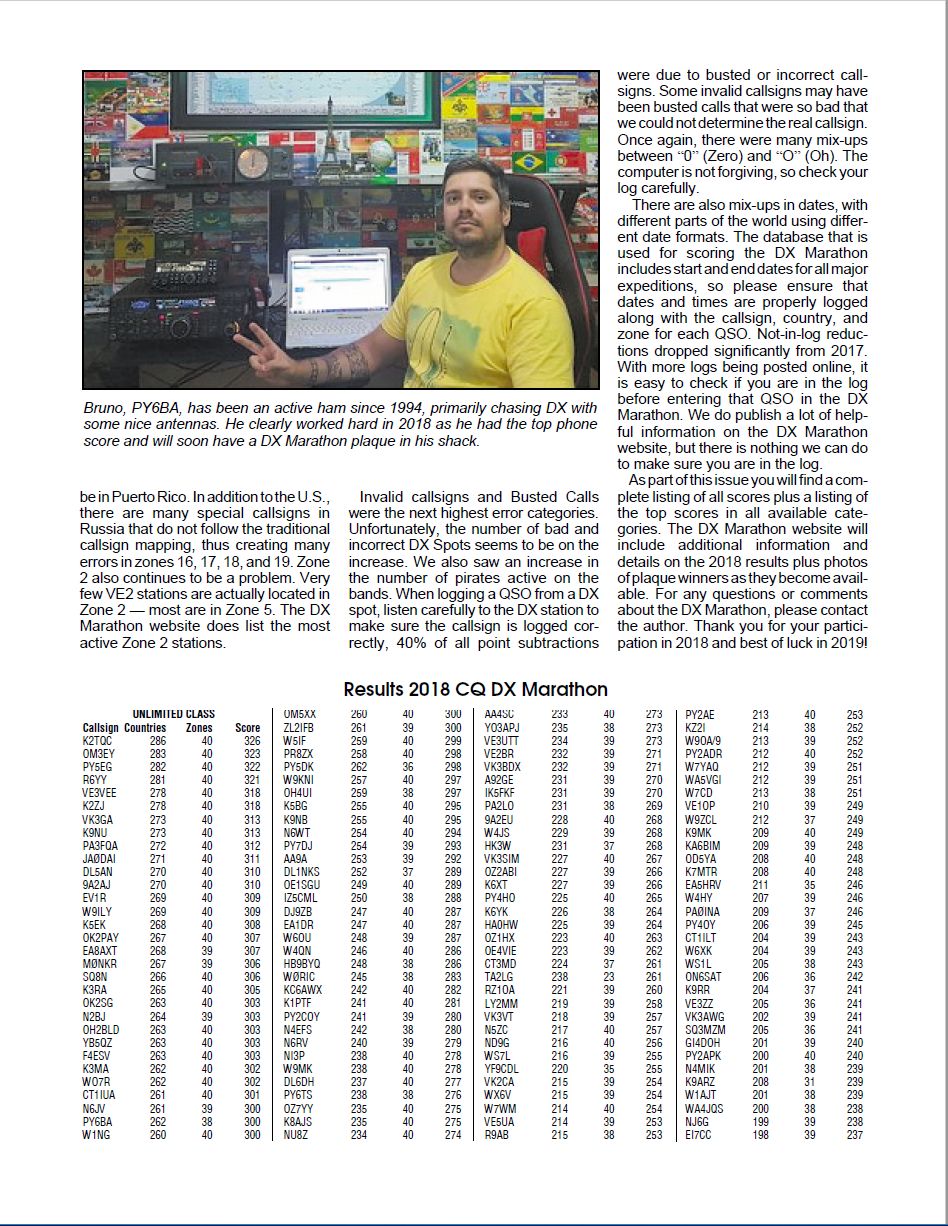 Bruno, PY6BA, has been an active ham since 1994, primarily chasing DX with
some nice antennas. He clearly worked hard in 2018 as he had the top phone
score and will soon have a DX Marathon plaque in his shack.
be in Puerto Rico. In addition to the U.S.,
there are many special callsigns in
Russia that do not follow the traditional
callsign mapping, thus creating many
errors in zones 16, 17, 18, and 19. Zone
2 also continues to be a problem. Very
few VE2 stations are actually located in
Zone 2 — most are in Zone 5. The DX
Marathon website does list the most
active Zone 2 stations.
Invalid callsigns and Busted Calls
were the next highest error categories.
Unfortunately, the number of bad and
incorrect DX Spots seems to be on the
increase. We also saw an increase in
the number of pirates active on the
bands. When logging a QSO from a DX
spot, listen carefully to the DX station to
make sure the callsign is logged cor-
rectly, 40% of all point subtractions
were due to busted or incorrect call-
signs. Some invalid callsigns may have
been busted calls that were so bad that
we could not determine the real callsign.
Once again, there were many mix-ups
between “0” (Zero) and “O” (Oh). The
computer is not forgiving, so check your
log carefully.
There are also mix-ups in dates, with
different parts of the world using differ-
ent date formats. The database that is
used for scoring the DX Marathon
includes start and end dates for all major
expeditions, so please ensure that
dates and times are properly logged
along with the callsign, country, and
zone for each QSO. Not-in-log reduc-
tions dropped significantly from 2017.
With more logs being posted online, it
is easy to check if you are in the log
before entering that QSO in the DX
Marathon. We do publish a lot of help-
ful information on the DX Marathon
website, but there is nothing we can do
to make sure you are in the log.
As part of this issue you will find a com-
plete listing of all scores plus a listing of
the top scores in all available cate-
gories. The DX Marathon website will
include additional information and
details on the 2018 results plus photos
of plaque winners as they become avail-
able. For any questions or comments
about the DX Marathon, please contact
the author. Thank you for your partici-
pation in 2018 and best of luck in 2019!
Results 2018 CQ DX Marathon
UNLIMITED CLASS
Callsign Countries Zones Score
K2TQC 286 40 326
OM3EY 283 40 323
PY5EG 282 40 322
R6YY 281 40 321
VE3VEE 278 40 318
K2ZJ 278 40 318
VK3GA 273 40 313
K9NU 273 40 313
PA3FQA 272 40 312
JAØDAI 271 40 311
DL5AN 270 40 310
9A2AJ 270 40 310
EV1R 269 40 309
W9ILY 269 40 309
K5EK 268 40 308
OK2PAY 267 40 307
EA8AXT 268 39 307
MØNKR 267 39 306
SQ8N 266 40 306
K3RA 265 40 305
OK2SG 263 40 303
N2BJ 264 39 303
OH2BLD 263 40 303
YB5QZ 263 40 303
F4ESV 263 40 303
K3MA 262 40 302
WO7R 262 40 302
CT1IUA 261 40 301
N6JV 261 39 300
PY6BA 262 38 300
W1NG 260 40 300
OM5XX 260 40 300
ZL2IFB 261 39 300
W5IF 259 40 299
PR8ZX 258 40 298
PY5DK 262 36 298
W9KNI 257 40 297
OH4UI 259 38 297
K5BG 255 40 295
K9NB 255 40 295
N6WT 254 40 294
PY7DJ 254 39 293
AA9A 253 39 292
DL1NKS 252 37 289
OE1SGU 249 40 289
IZ5CML 250 38 288
DJ9ZB 247 40 287
EA1DR 247 40 287
W6OU 248 39 287
W4QN 246 40 286
HB9BYQ 248 38 286
WØRIC 245 38 283
KC6AWX 242 40 282
K1PTF 241 40 281
PY2COY 241 39 280
N4EFS 242 38 280
N6RV 240 39 279
NI3P 238 40 278
W9MK 238 40 278
DL6DH 237 40 277
PY6TS 238 38 276
OZ7YY 235 40 275
K8AJS 235 40 275
NU8Z 234 40 274
AA4SC 233 40 273
YO3APJ 235 38 273
VE3UTT 234 39 273
VE2BR 232 39 271
VK3BDX 232 39 271
A92GE 231 39 270
IK5FKF 231 39 270
PA2LO 231 38 269
9A2EU 228 40 268
W4JS 229 39 268
HK3W 231 37 268
VK3SIM 227 40 267
OZ2ABI 227 39 266
K6XT 227 39 266
PY4HO 225 40 265
K6YK 226 38 264
HA0HW 225 39 264
OZ1HX 223 40 263
OE4VIE 223 39 262
CT3MD 224 37 261
TA2LG 238 23 261
RZ1OA 221 39 260
LY2MM 219 39 258
VK3VT 218 39 257
N5ZC 217 40 257
ND9G 216 40 256
WS7L 216 39 255
YF9CDL 220 35 255
VK2CA 215 39 254
WX6V 215 39 254
W7WM 214 40 254
VE5UA 214 39 253
R9AB 215 38 253
PY2AE 213 40 253
KZ2I 214 38 252
W9OA/9 213 39 252
PY2ADR 212 40 252
W7YAQ 212 39 251
WA5VGI 212 39 251
W7CD 213 38 251
VE1OP 210 39 249
W9ZCL 212 37 249
K9MK 209 40 249
KA6BIM 209 39 248
OD5YA 208 40 248
K7MTR 208 40 248
EA5HRV 211 35 246
W4HY 207 39 246
PAØINA 209 37 246
PY4OY 206 39 245
CT1ILT 204 39 243
W6XK 204 39 243
WS1L 205 38 243
ON6SAT 206 36 242
K9RR 204 37 241
VE3ZZ 205 36 241
VK3AWG 202 39 241
SQ3MZM 205 36 241
GI4DOH 201 39 240
PY2APK 200 40 240
N4MIK 201 38 239
K9ARZ 208 31 239
W1AJT 201 38 239
WA4JQS 200 38 238
NJ6G 199 39 238
EI7CC 198 39 237